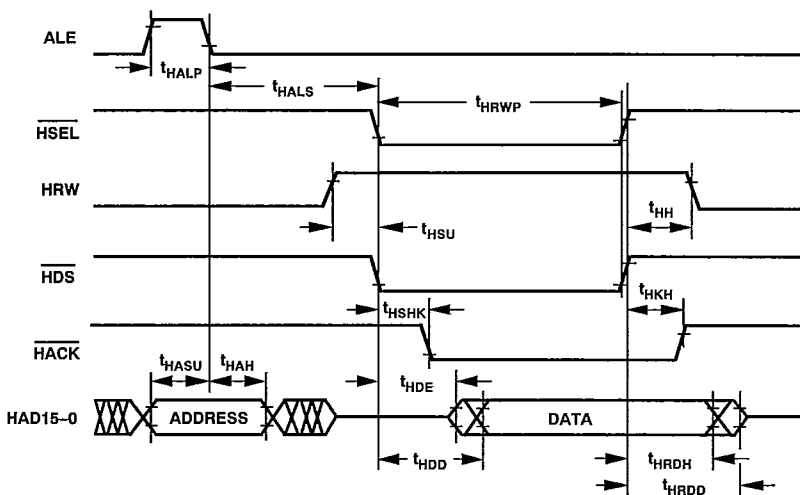 ALE
tHALP
tHALS
tHRWP
HSEL
HRW
tHSU
tHH
HDS
tHSHK
tHKH
HACK
tHASU
tHAH
tHDE
HAD15–0
ADDRESS
DATA
tHDD
tHRDH
tHRDD